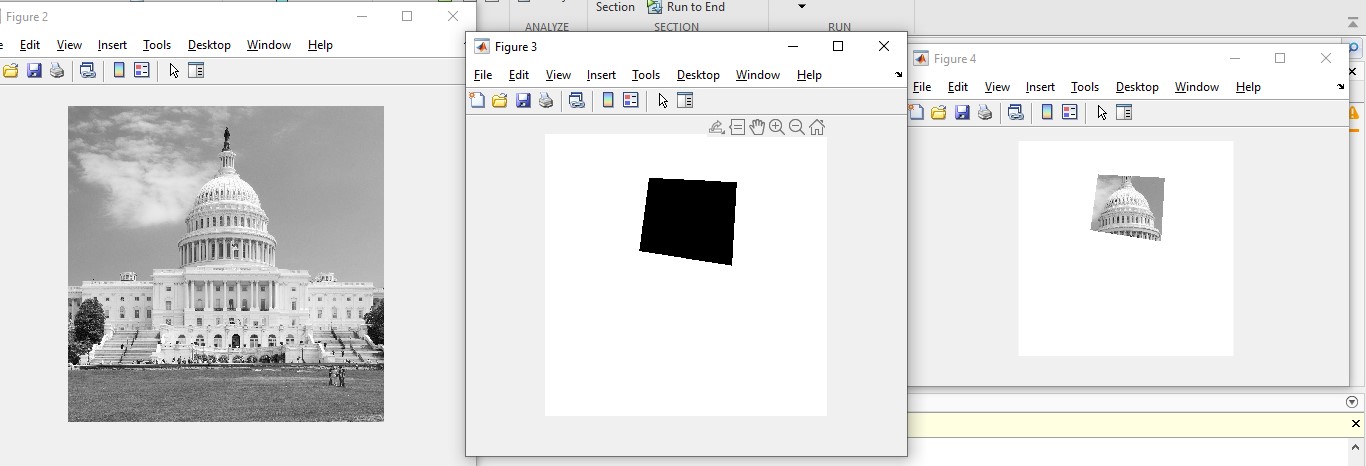 Section
Run to End
ANALYZE
SECTION
RUN
Figure 2
Edit View Insert Tools Desktop Window Help
Figure 3
File Edit View Insert Tools Desktop Window Help
Figure 4
File Edit View Insert Tools Desktop Window Help